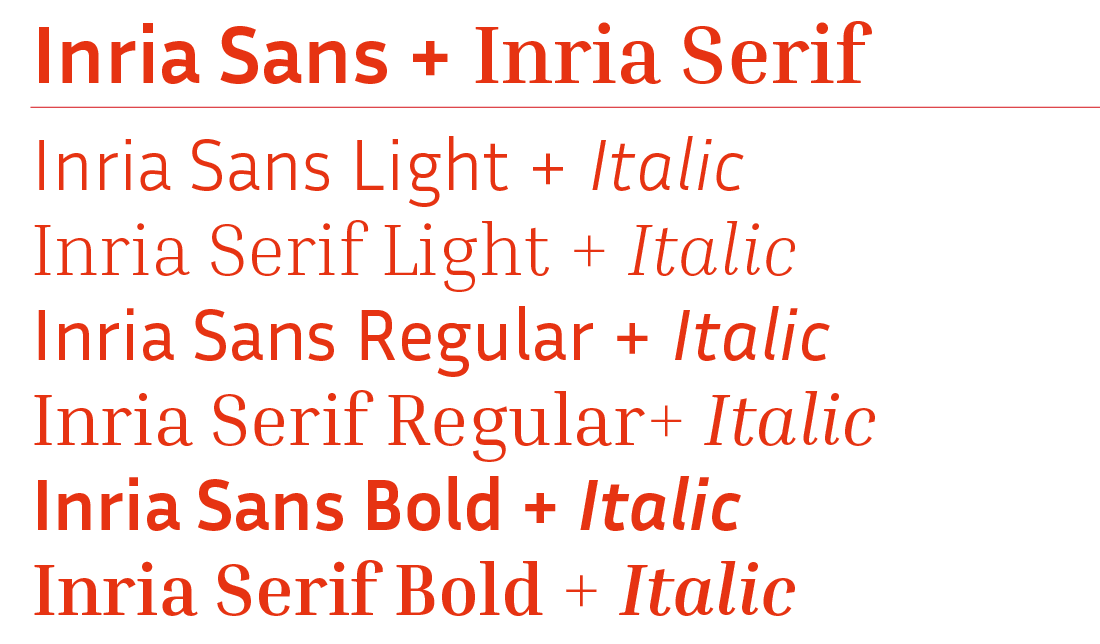 Inria Sans + Inria Serif
Inria Sans Light + Italic
Inria Serif Light + Italic
Inria Sans Regular + Italic
Inria Serif Regular+ Italic
Inria Sans Bold + Italic
Inria Serif Bold + Italic